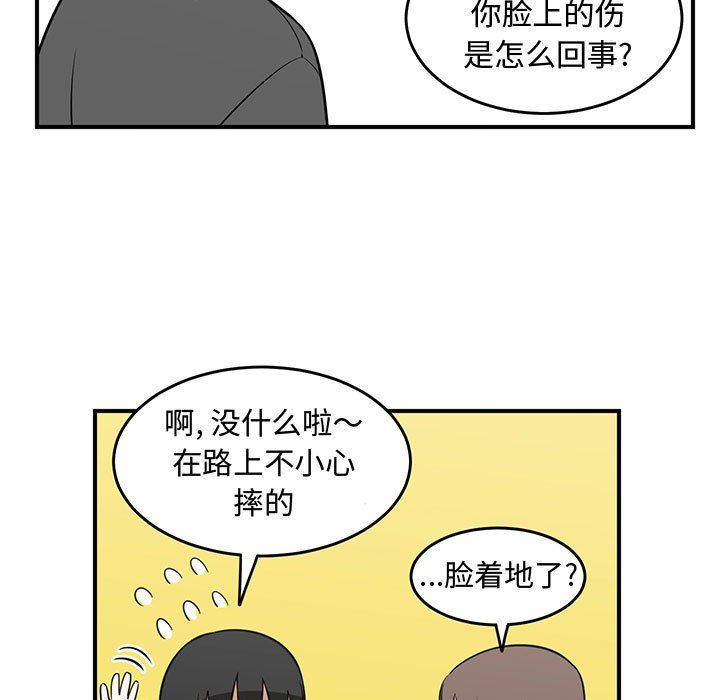 你脸上的伤
是怎么回事?
啊, 没什么啦～
在路上不小心
摔的
...脸着地了?